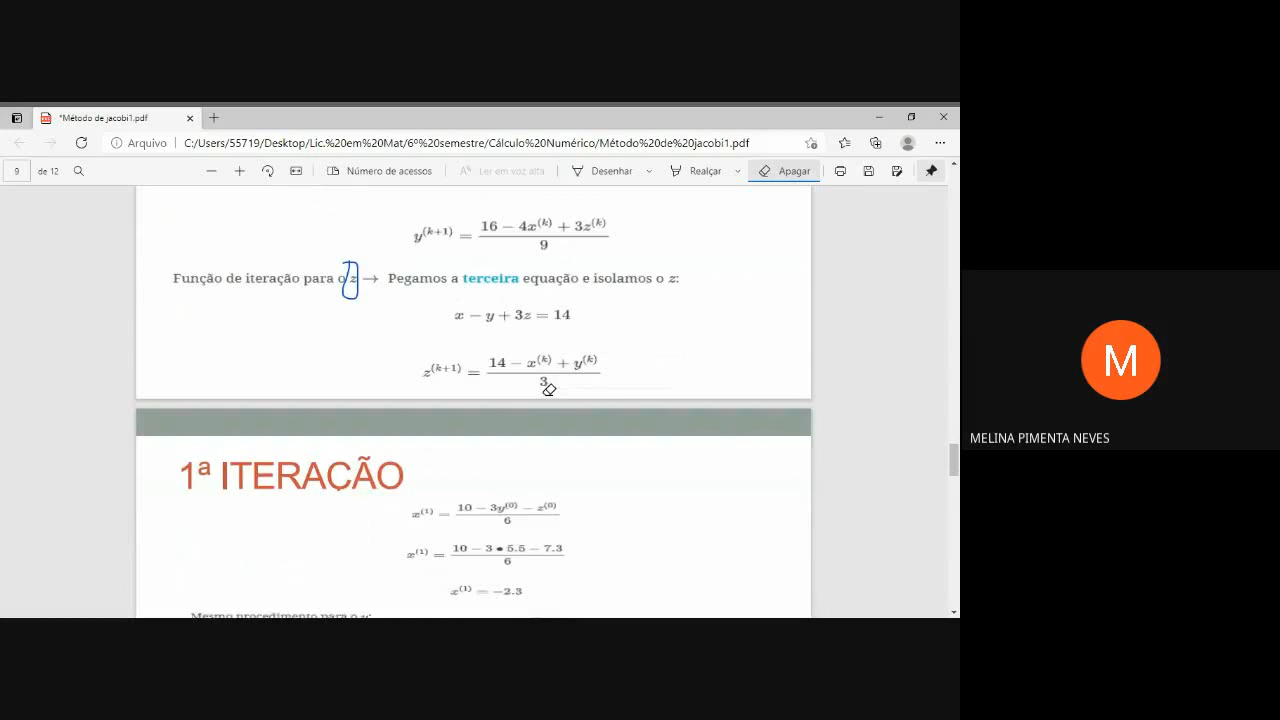 *Método de jacobi1.pdf
Arquivo
C:/Users/55719/Desktop/Lic.%20em%20Mat/6º%20semestre/Cálculo%20Numérico/Método%20de%20jacobi1.pdf
9 de 12
Número de acessos
Ler em voz alta
Desenhar
Realçar
Apagar
y^(k+1) = (16 − 4x^(k) + 3z^(k)) / 9
Função de iteração para o z → Pegamos a terceira equação e isolamos o z:
x − y + 3z = 14
z^(k+1) = (14 − x^(k) + y^(k)) / 3
1ª ITERAÇÃO
x^(1) = (10 − 3y^(0) − z^(0)) / 6
x^(1) = (10 − 3 • 5.5 − 7.3) / 6
x^(1) = −2.3
Mesmo procedimento para o y:
M
MELINA PIMENTA NEVES